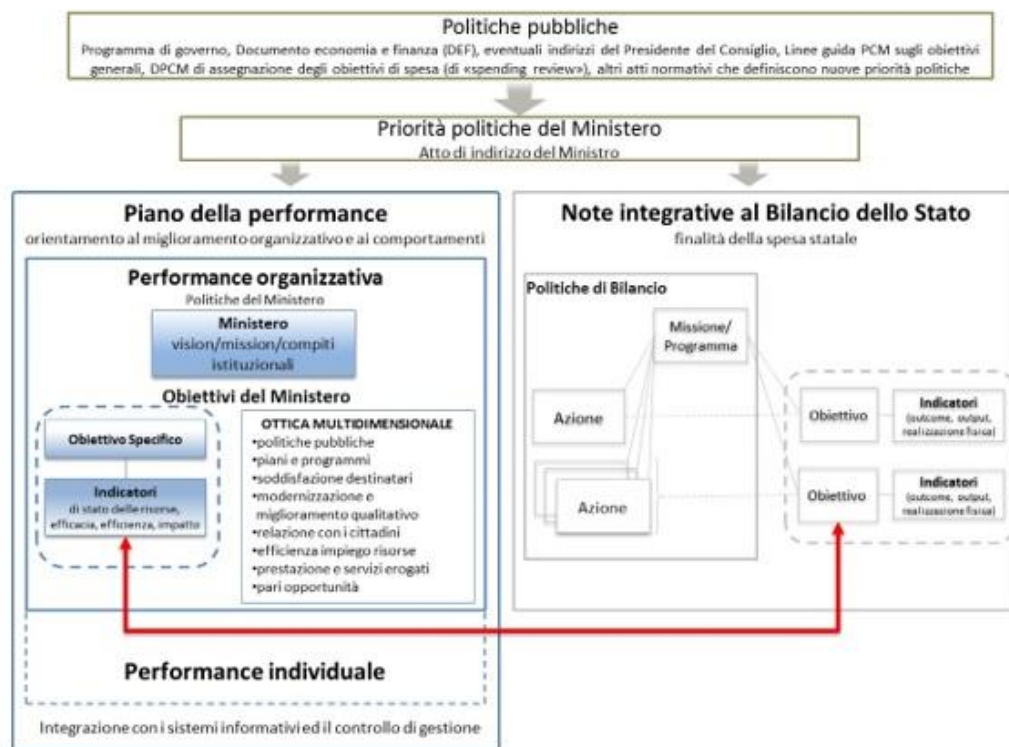 Politiche pubbliche
Programma di governo, Documento economia e finanza (DEF), eventuali indirizzi del Presidente del Consiglio, Linee guida PCM sugli obiettivi
generali, DPCM di assegnazione degli obiettivi di spesa (di «spending review»), altri atti normativi che definiscono nuove priorità politiche
Priorità politiche del Ministero
Atto di indirizzo del Ministro
Piano della performance
orientamento al miglioramento organizzativo e ai comportamenti
Performance organizzativa
Politiche del Ministero
Ministero
vision/mission/compiti
istituzionali
Obiettivi del Ministero
Obiettivo Specifico
Indicatori
di stato delle risorse,
efficacia, efficienza, impatto
OTTICA MULTIDIMENSIONALE
•politiche pubbliche
•piani e programmi
•soddisfazione destinatari
•modernizzazione e
miglioramento qualitativo
•relazione con i cittadini
•efficienza impiego risorse
•prestazione e servizi erogati
•pari opportunità
Performance individuale
Integrazione con i sistemi informativi ed il controllo di gestione
Note integrative al Bilancio dello Stato
finalità della spesa statale
Politiche di Bilancio
Missione/
Programma
Azione
Obiettivo
Indicatori
(outcome, output,
realizzazione fisica)
Azione
Obiettivo
Indicatori
(outcome, output,
realizzazione fisica)